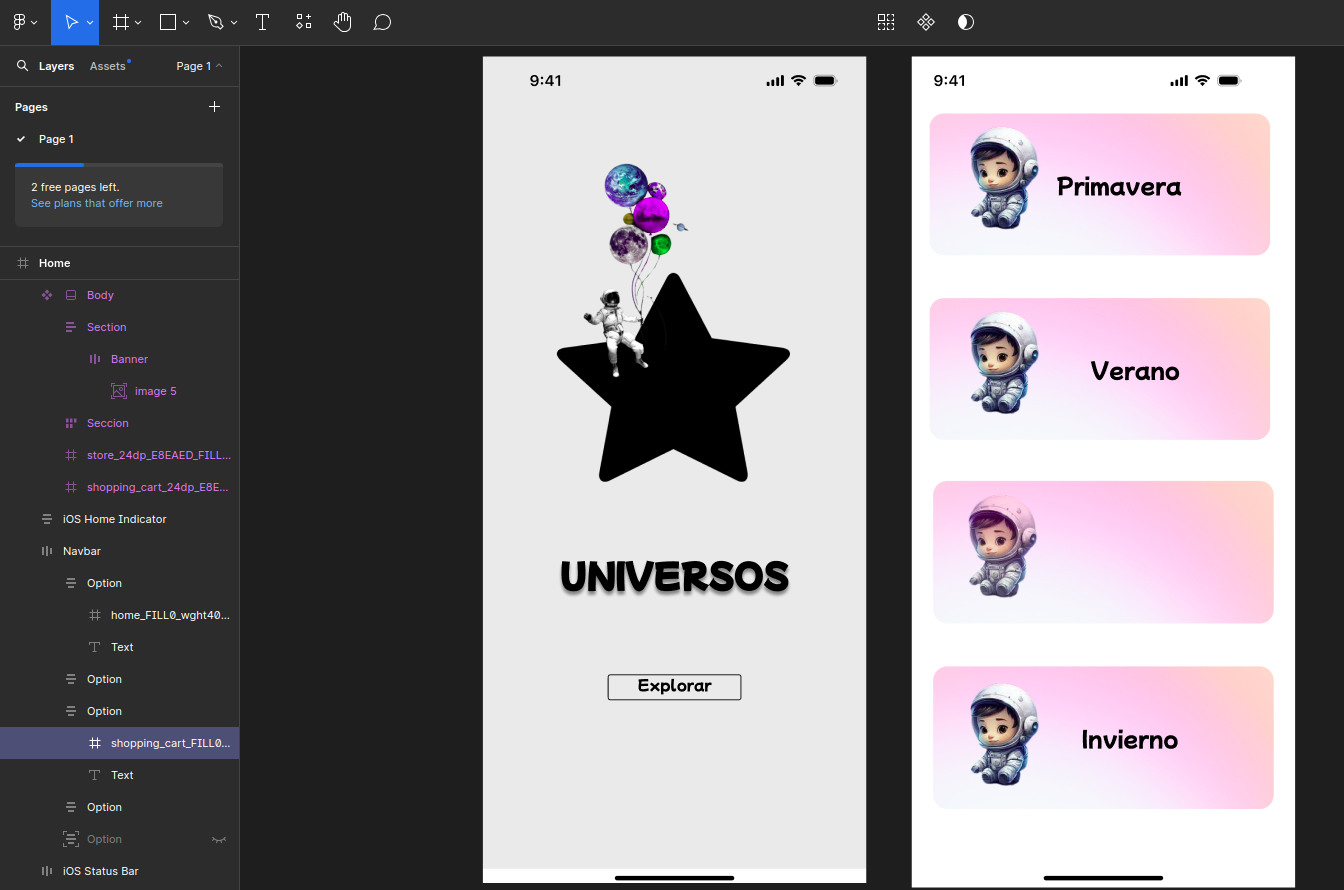 Layers
Assets
Page 1
Pages
Page 1
2 free pages left.
See plans that offer more
Home
Body
Section
Banner
image 5
Seccion
store_24dp_E8EAED_FILL...
shopping_cart_24dp_E8E...
iOS Home Indicator
Navbar
Option
home_FILL0_wght40...
Text
Option
Option
shopping_cart_FILL0...
Text
Option
Option
iOS Status Bar
9:41
UNIVERSOS
Explorar
9:41
Primavera
Verano
Invierno